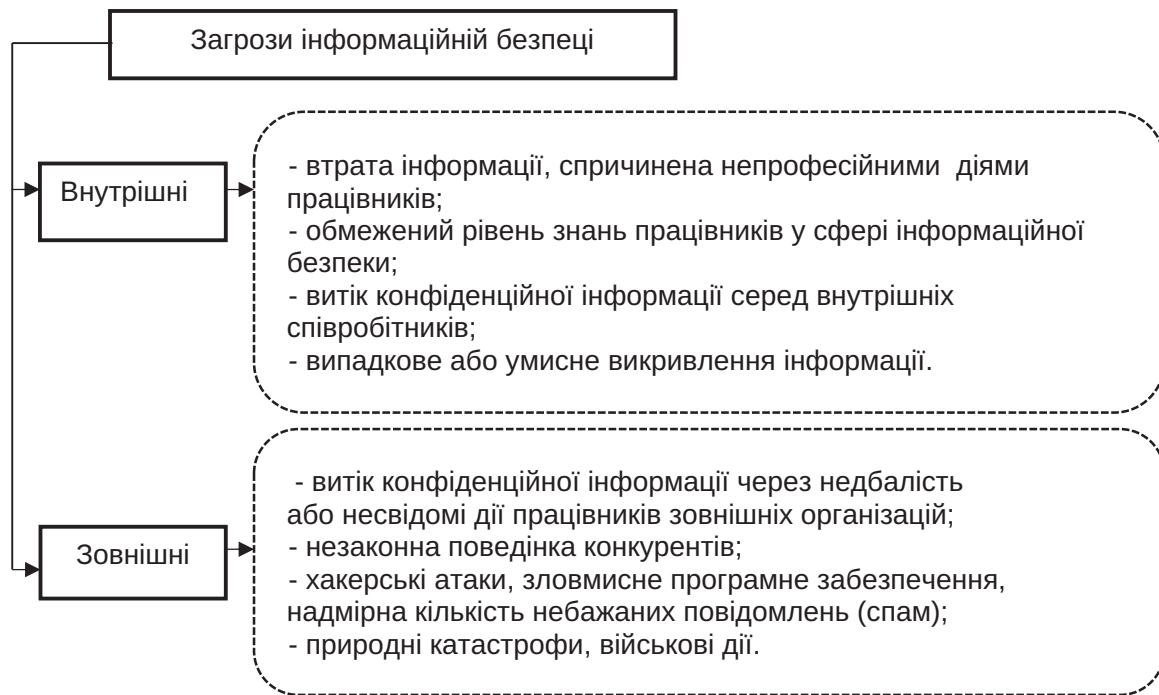 Загрози інформаційній безпеці
Внутрішні
- втрата інформації, спричинена непрофесійними діями
працівників;
- обмежений рівень знань працівників у сфері інформаційної
безпеки;
- витік конфіденційної інформації серед внутрішніх
співробітників;
- випадкове або умисне викривлення інформації.
Зовнішні
- витік конфіденційної інформації через недбалість
або несвідомі дії працівників зовнішніх організацій;
- незаконна поведінка конкурентів;
- хакерські атаки, зловмисне програмне забезпечення,
надмірна кількість небажаних повідомлень (спам);
- природні катастрофи, військові дії.